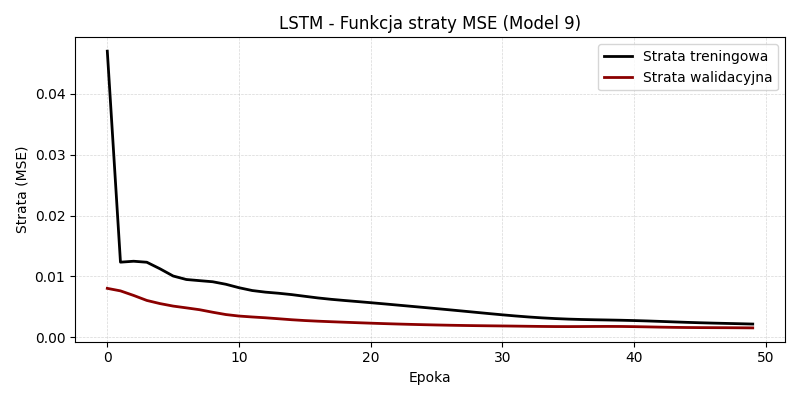 LSTM - Funkcja straty MSE (Model 9)
Strata treningowa
Strata walidacyjna
Strata (MSE)
0.04
0.03
0.02
0.01
0.00
0 10 20 30 40 50
Epoka